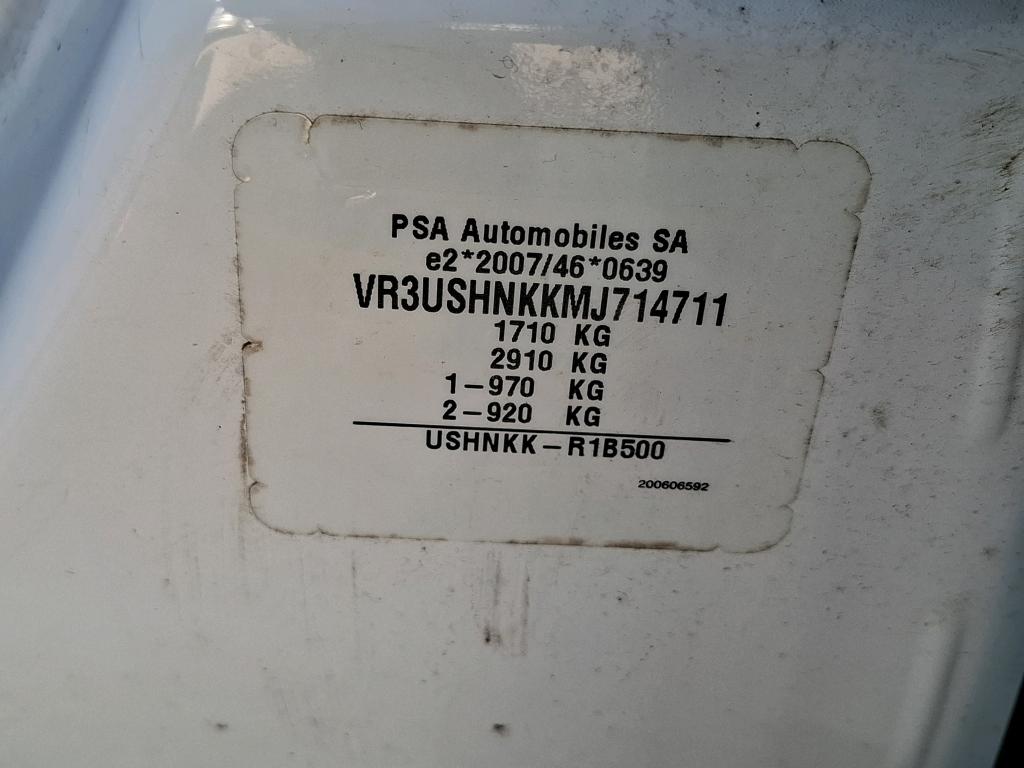 PSA Automobiles SA
e2*2007/46*0639
VR3USHNKKMJ714711
1710 KG
2910 KG
1-970 KG
2-920 KG
USHNKK-R1B500
200606592